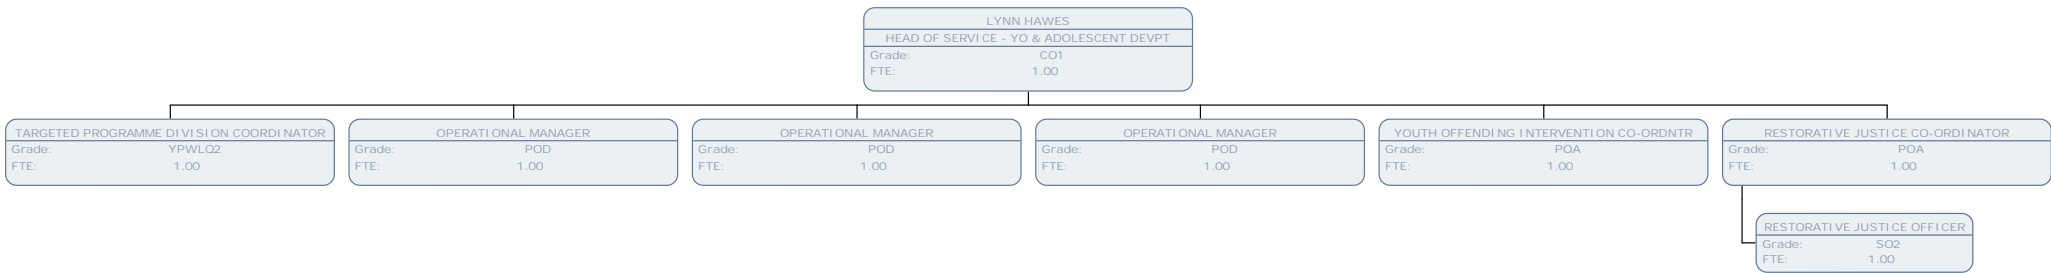 LYNN HAWES
HEAD OF SERVICE - YO & ADOLESCENT DEVPT
Grade: CO1
FTE: 1.00
TARGETED PROGRAMME DIVISION COORDINATOR
Grade: YPWLQ2
FTE: 1.00
OPERATIONAL MANAGER
Grade: POD
FTE: 1.00
OPERATIONAL MANAGER
Grade: POD
FTE: 1.00
OPERATIONAL MANAGER
Grade: POD
FTE: 1.00
YOUTH OFFENDING INTERVENTION CO-ORDNTR
Grade: POA
FTE: 1.00
RESTORATIVE JUSTICE CO-ORDINATOR
Grade: POA
FTE: 1.00
RESTORATIVE JUSTICE OFFICER
Grade: SO2
FTE: 1.00